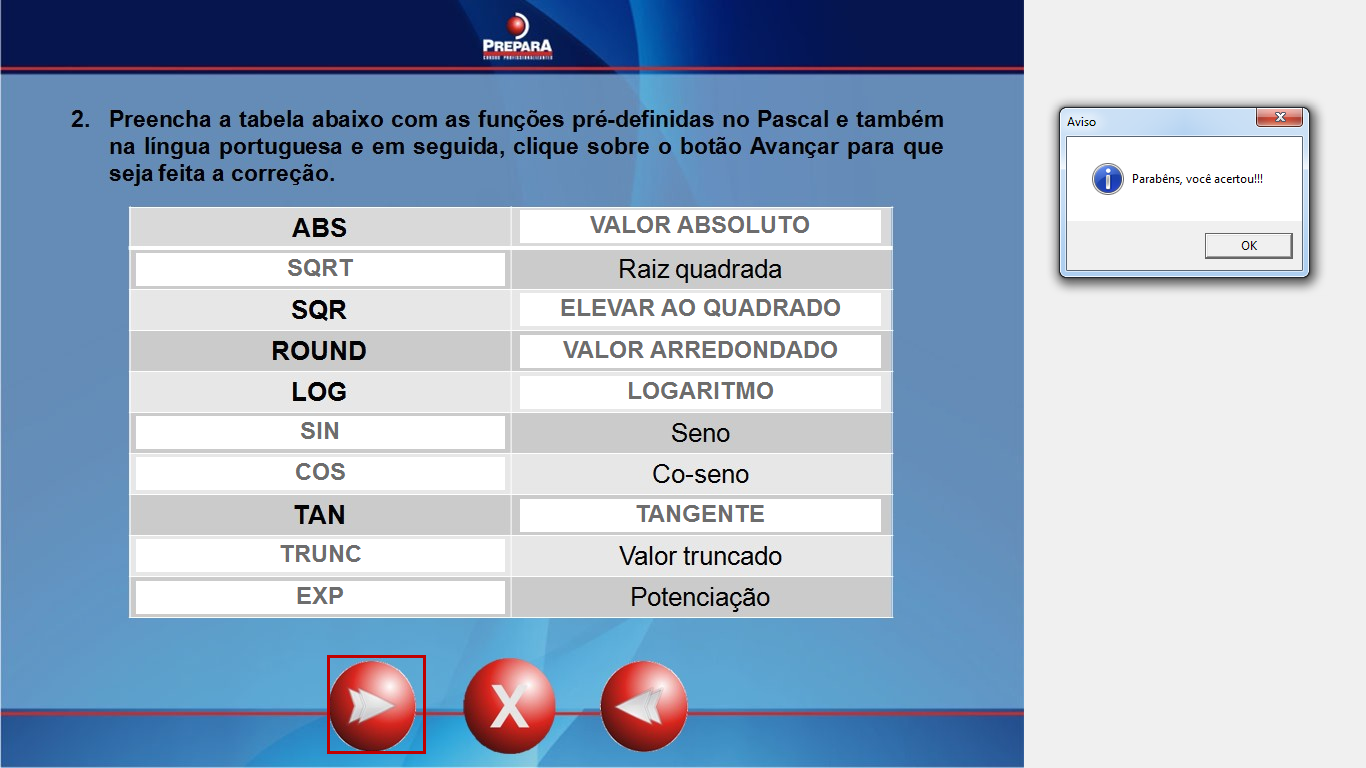 PREPARA
CURSOS PROFISSIONALIZANTES
2. Preencha a tabela abaixo com as funções pré-definidas no Pascal e também
na língua portuguesa e em seguida, clique sobre o botão Avançar para que
seja feita a correção.
ABS VALOR ABSOLUTO
SQRT Raiz quadrada
SQR ELEVAR AO QUADRADO
ROUND VALOR ARREDONDADO
LOG LOGARITMO
SIN Seno
COS Co-seno
TAN TANGENTE
TRUNC Valor truncado
EXP Potenciação
X
Aviso
Parabéns, você acertou!!!
OK